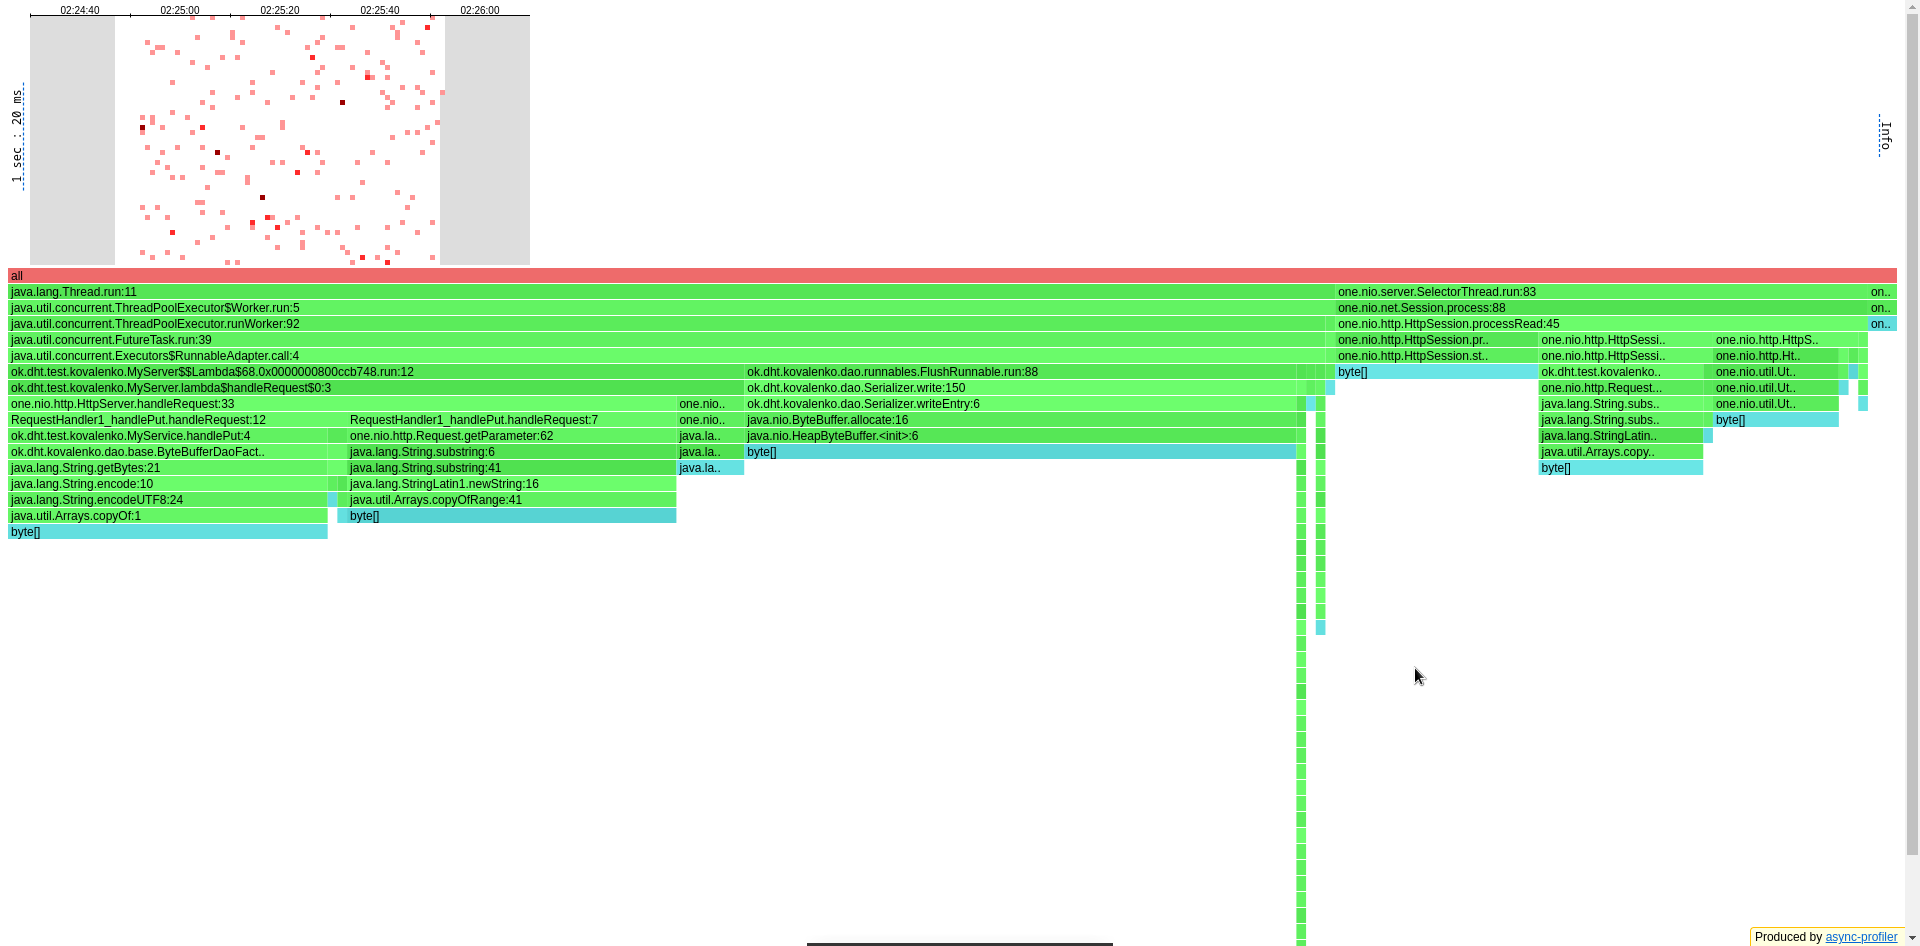 02:24:40 02:25:00 02:25:20 02:25:40 02:26:00
1 sec : 20 ms
Info
all
java.lang.Thread.run:11 one.nio.server.SelectorThread.run:83 on..
java.util.concurrent.ThreadPoolExecutor$Worker.run:5 one.nio.net.Session.process:88 on..
java.util.concurrent.ThreadPoolExecutor.runWorker:92 one.nio.http.HttpSession.processRead:45 on..
java.util.concurrent.FutureTask.run:39 one.nio.http.HttpSession.pr.. one.nio.http.HttpSessi.. one.nio.http.HttpS..
java.util.concurrent.Executors$RunnableAdapter.call:4 one.nio.http.HttpSession.st.. one.nio.http.HttpSessi.. one.nio.http.Ht..
ok.dht.test.kovalenko.MyServer$$Lambda$68.0x0000000800ccb748.run:12 ok.dht.kovalenko.dao.runnables.FlushRunnable.run:88 byte[] ok.dht.test.kovalenko.. one.nio.util.Ut..
ok.dht.test.kovalenko.MyServer.lambda$handleRequest$0:3 ok.dht.kovalenko.dao.Serializer.write:150 one.nio.http.Request... one.nio.util.Ut..
one.nio.http.HttpServer.handleRequest:33 one.nio.. ok.dht.kovalenko.dao.Serializer.writeEntry:6 java.lang.String.subs.. one.nio.util.Ut..
RequestHandler1_handlePut.handleRequest:12 RequestHandler1_handlePut.handleRequest:7 one.nio.. java.nio.ByteBuffer.allocate:16 java.lang.String.subs.. byte[]
ok.dht.test.kovalenko.MyService.handlePut:4 one.nio.http.Request.getParameter:62 java.la.. java.nio.HeapByteBuffer.<init>:6 java.lang.StringLatin..
ok.dht.kovalenko.dao.base.ByteBufferDaoFact.. java.lang.String.substring:6 java.la.. byte[] java.util.Arrays.copy..
java.lang.String.getBytes:21 java.lang.String.substring:41 java.la.. byte[]
java.lang.String.encode:10 java.lang.StringLatin1.newString:16
java.lang.String.encodeUTF8:24 java.util.Arrays.copyOfRange:41
java.util.Arrays.copyOf:1 byte[]
byte[]
Produced by async-profiler